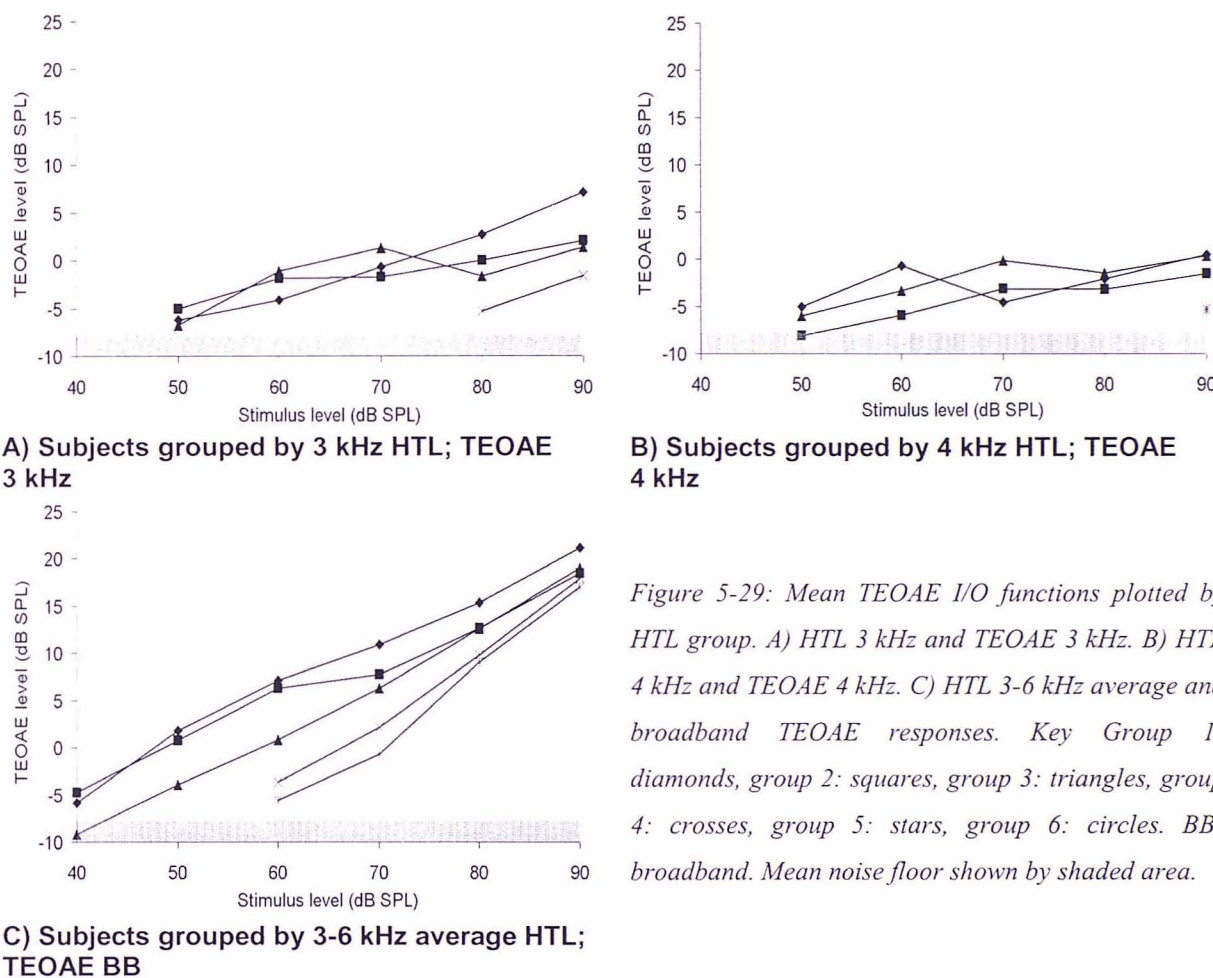 25
20
15
10
5
0
-5
-10
TEOAE level (dB SPL)
40 50 60 70 80 90
Stimulus level (dB SPL)
A) Subjects grouped by 3 kHz HTL; TEOAE
3 kHz
25
20
15
10
5
0
-5
-10
TEOAE level (dB SPL)
40 50 60 70 80 90
Stimulus level (dB SPL)
B) Subjects grouped by 4 kHz HTL; TEOAE
4 kHz
25
20
15
10
5
0
-5
-10
TEOAE level (dB SPL)
40 50 60 70 80 90
Stimulus level (dB SPL)
C) Subjects grouped by 3-6 kHz average HTL;
TEOAE BB
Figure 5-29: Mean TEOAE I/O functions plotted
HTL group. A) HTL 3 kHz and TEOAE 3 kHz. B)
4 kHz and TEOAE 4 kHz. C) HTL 3-6 kHz average
broadband TEOAE responses. Key Group
diamonds, group 2: squares, group 3: triangles,
4: crosses, group 5: stars, group 6: circles.
broadband. Mean noise floor shown by shaded area.